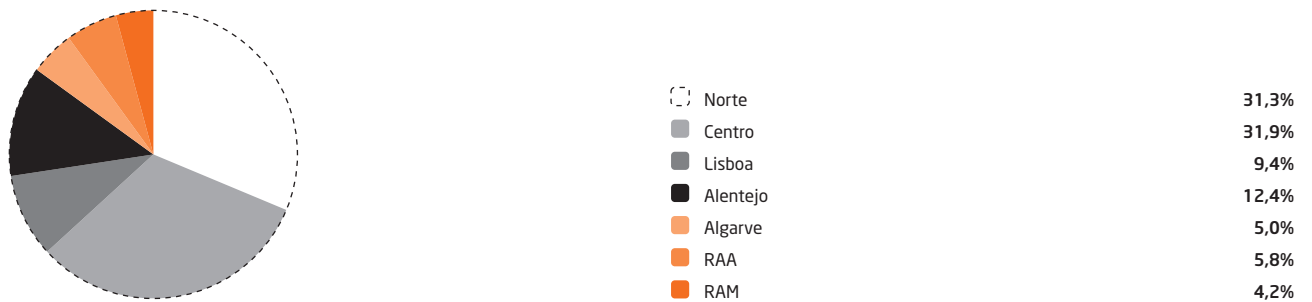 Norte 31,3%
Centro 31,9%
Lisboa 9,4%
Alentejo 12,4%
Algarve 5,0%
RAA 5,8%
RAM 4,2%